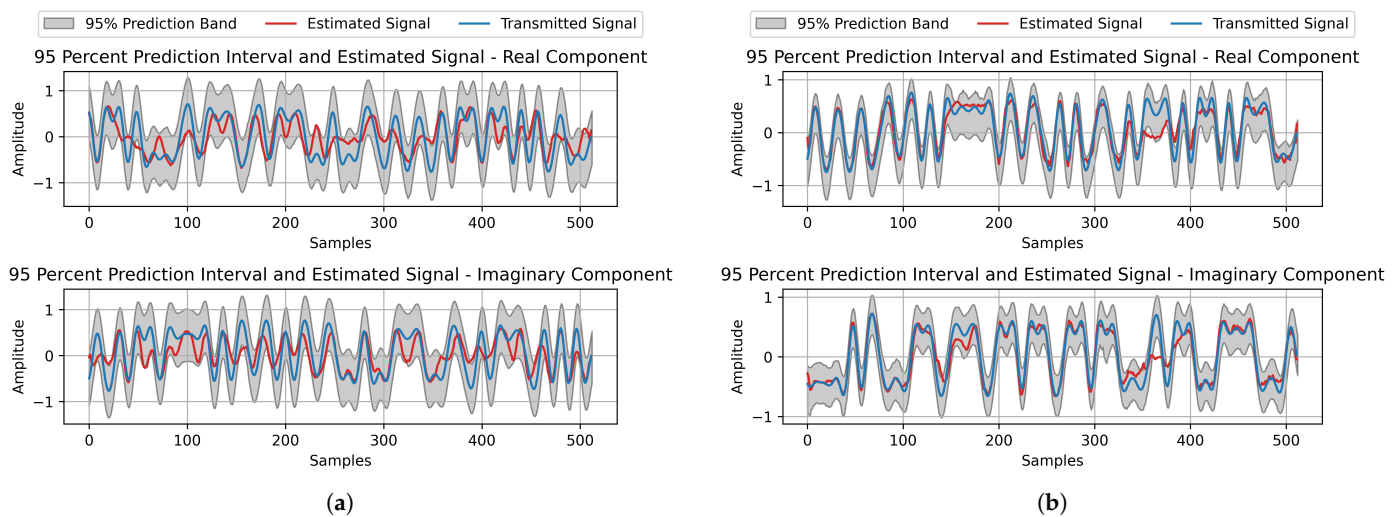 95% Prediction Band Estimated Signal Transmitted Signal
95 Percent Prediction Interval and Estimated Signal - Real Component
Amplitude
1
0
−1
0 100 200 300 400 500
Samples
95 Percent Prediction Interval and Estimated Signal - Imaginary Component
Amplitude
1
0
−1
0 100 200 300 400 500
Samples
(a)
95% Prediction Band Estimated Signal Transmitted Signal
95 Percent Prediction Interval and Estimated Signal - Real Component
Amplitude
1
0
−1
0 100 200 300 400 500
Samples
95 Percent Prediction Interval and Estimated Signal - Imaginary Component
Amplitude
1
0
−1
0 100 200 300 400 500
Samples
(b)